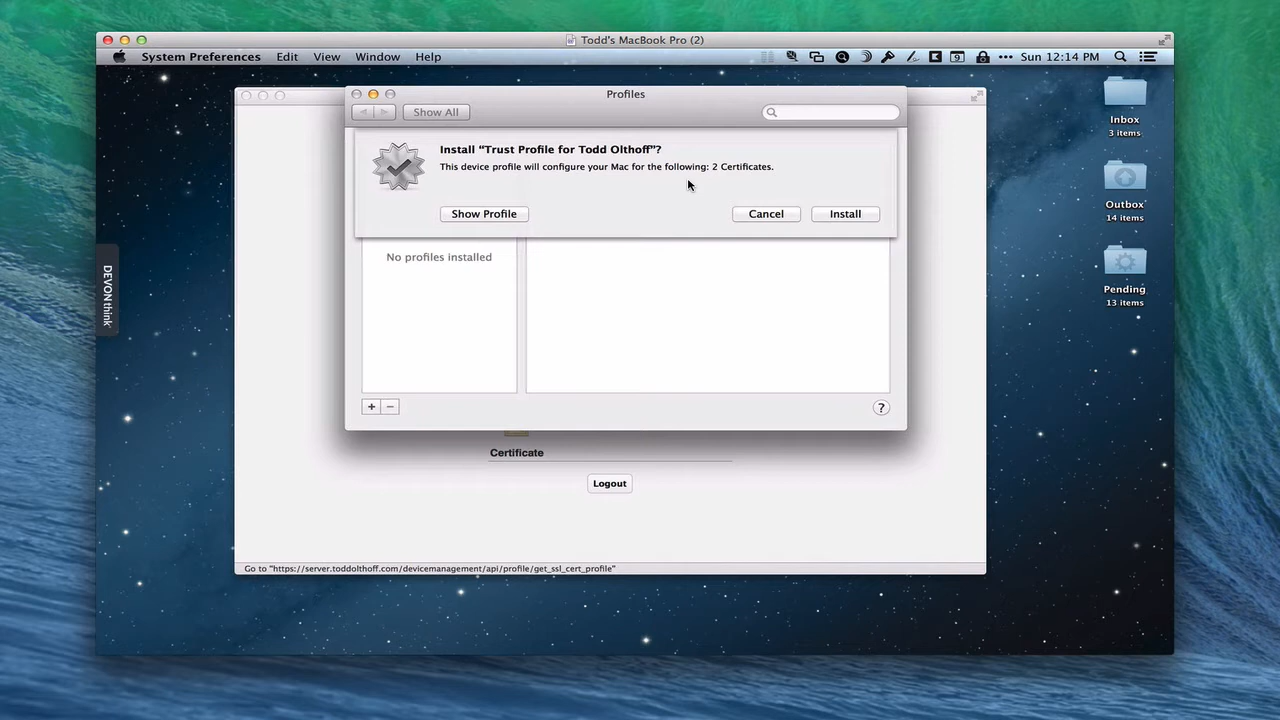 Todd's MacBook Pro (2)
System Preferences Edit View Window Help 9 Sun 12:14 PM
Profiles
Show All
Install “Trust Profile for Todd Olthoff”?
This device profile will configure your Mac for the following: 2 Certificates.
Show Profile Cancel Install
No profiles installed
+ − ?
Certificate
Logout
Go to "https://server.toddolthoff.com/devicemanagement/api/profile/get_ssl_cert_profile"
DEVONthink
Inbox
3 items
Outbox
14 items
Pending
13 items